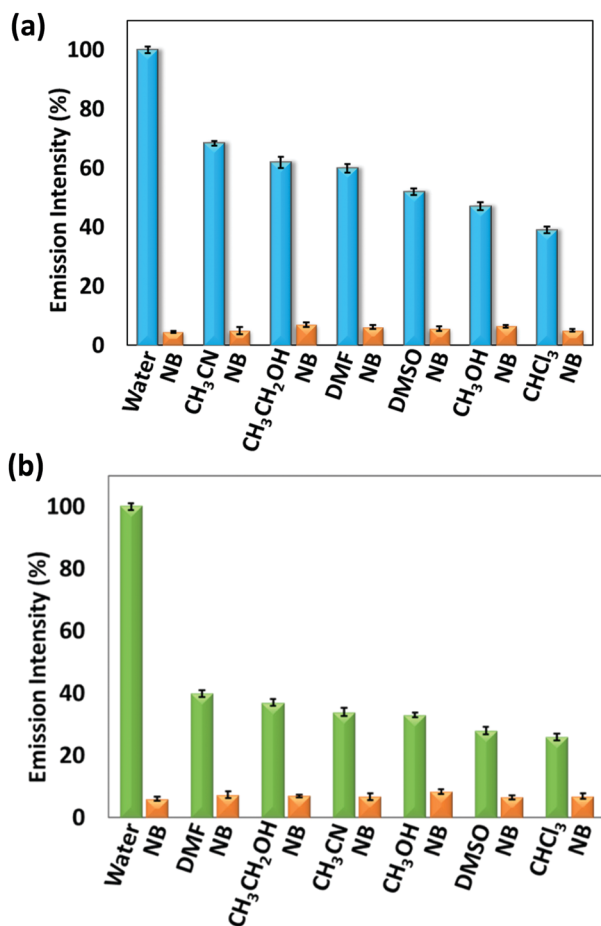 (a)
Emission Intensity (%)
100
80
60
40
20
0
Water NB CH₃CN NB CH₃CH₂OH NB DMF NB DMSO NB CH₃OH NB CHCl₃ NB
(b)
Emission Intensity (%)
100
80
60
40
20
0
Water NB DMF NB CH₃CH₂OH NB CH₃CN NB CH₃OH NB DMSO NB CHCl₃ NB